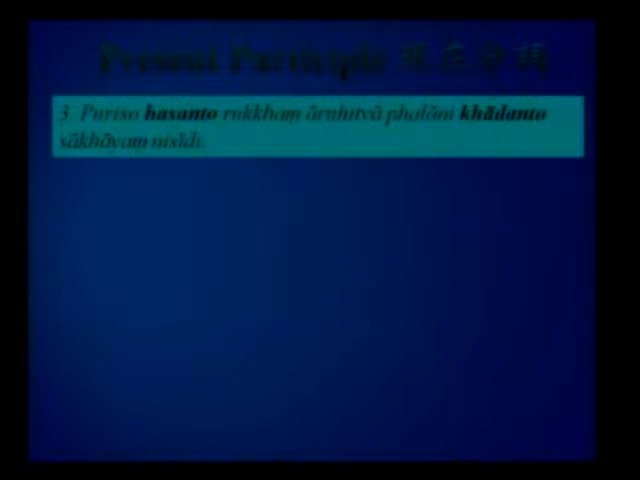 Present Participle 現在分詞
3. Puriso hasanto rukkhaṃ āruhitvā phalāni khādanto
sākhāyaṃ nisīdi.